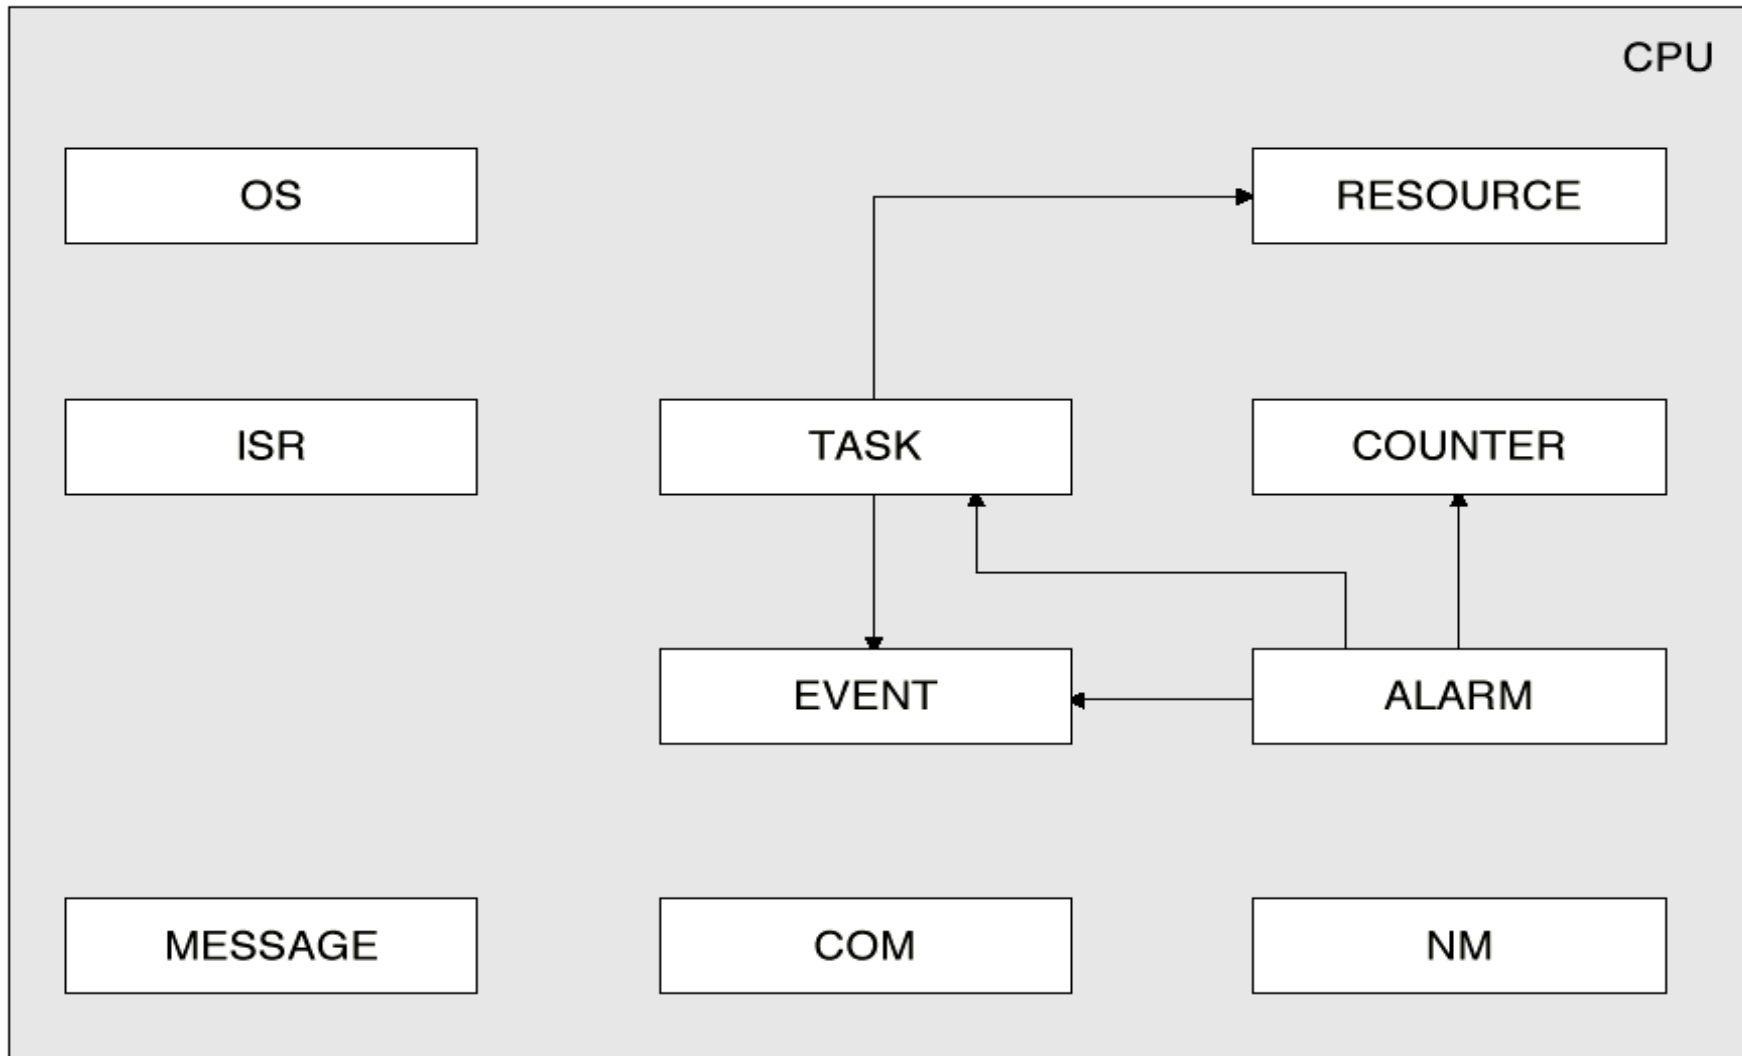 CPU
OS
RESOURCE
ISR
TASK
COUNTER
EVENT
ALARM
MESSAGE
COM
NM